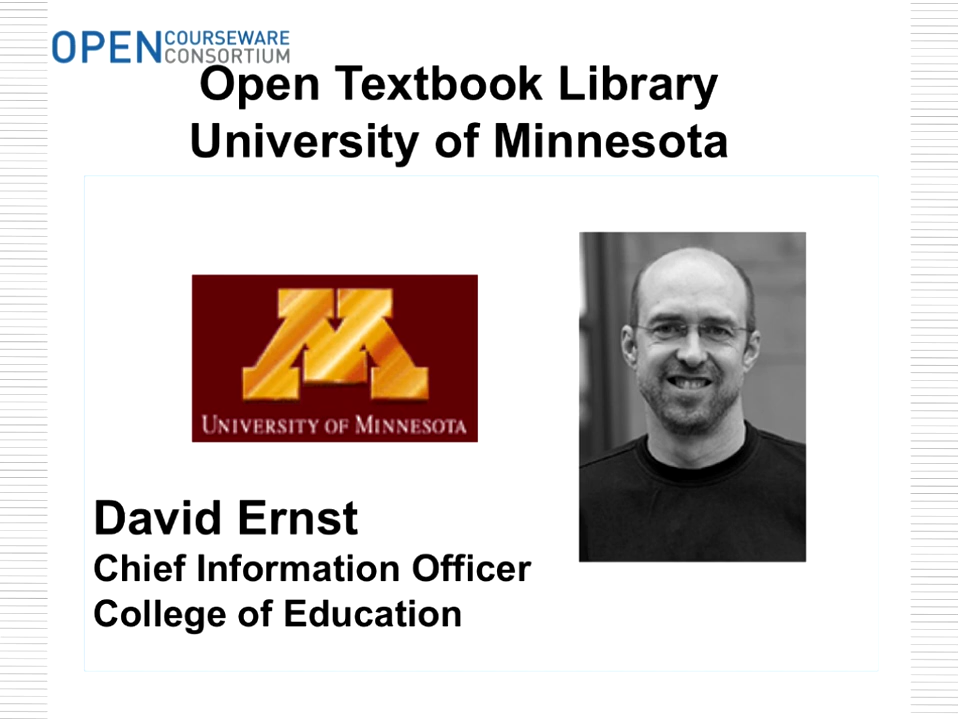 OPEN COURSEWARE
CONSORTIUM
Open Textbook Library
University of Minnesota
M
UNIVERSITY OF MINNESOTA
David Ernst
Chief Information Officer
College of Education